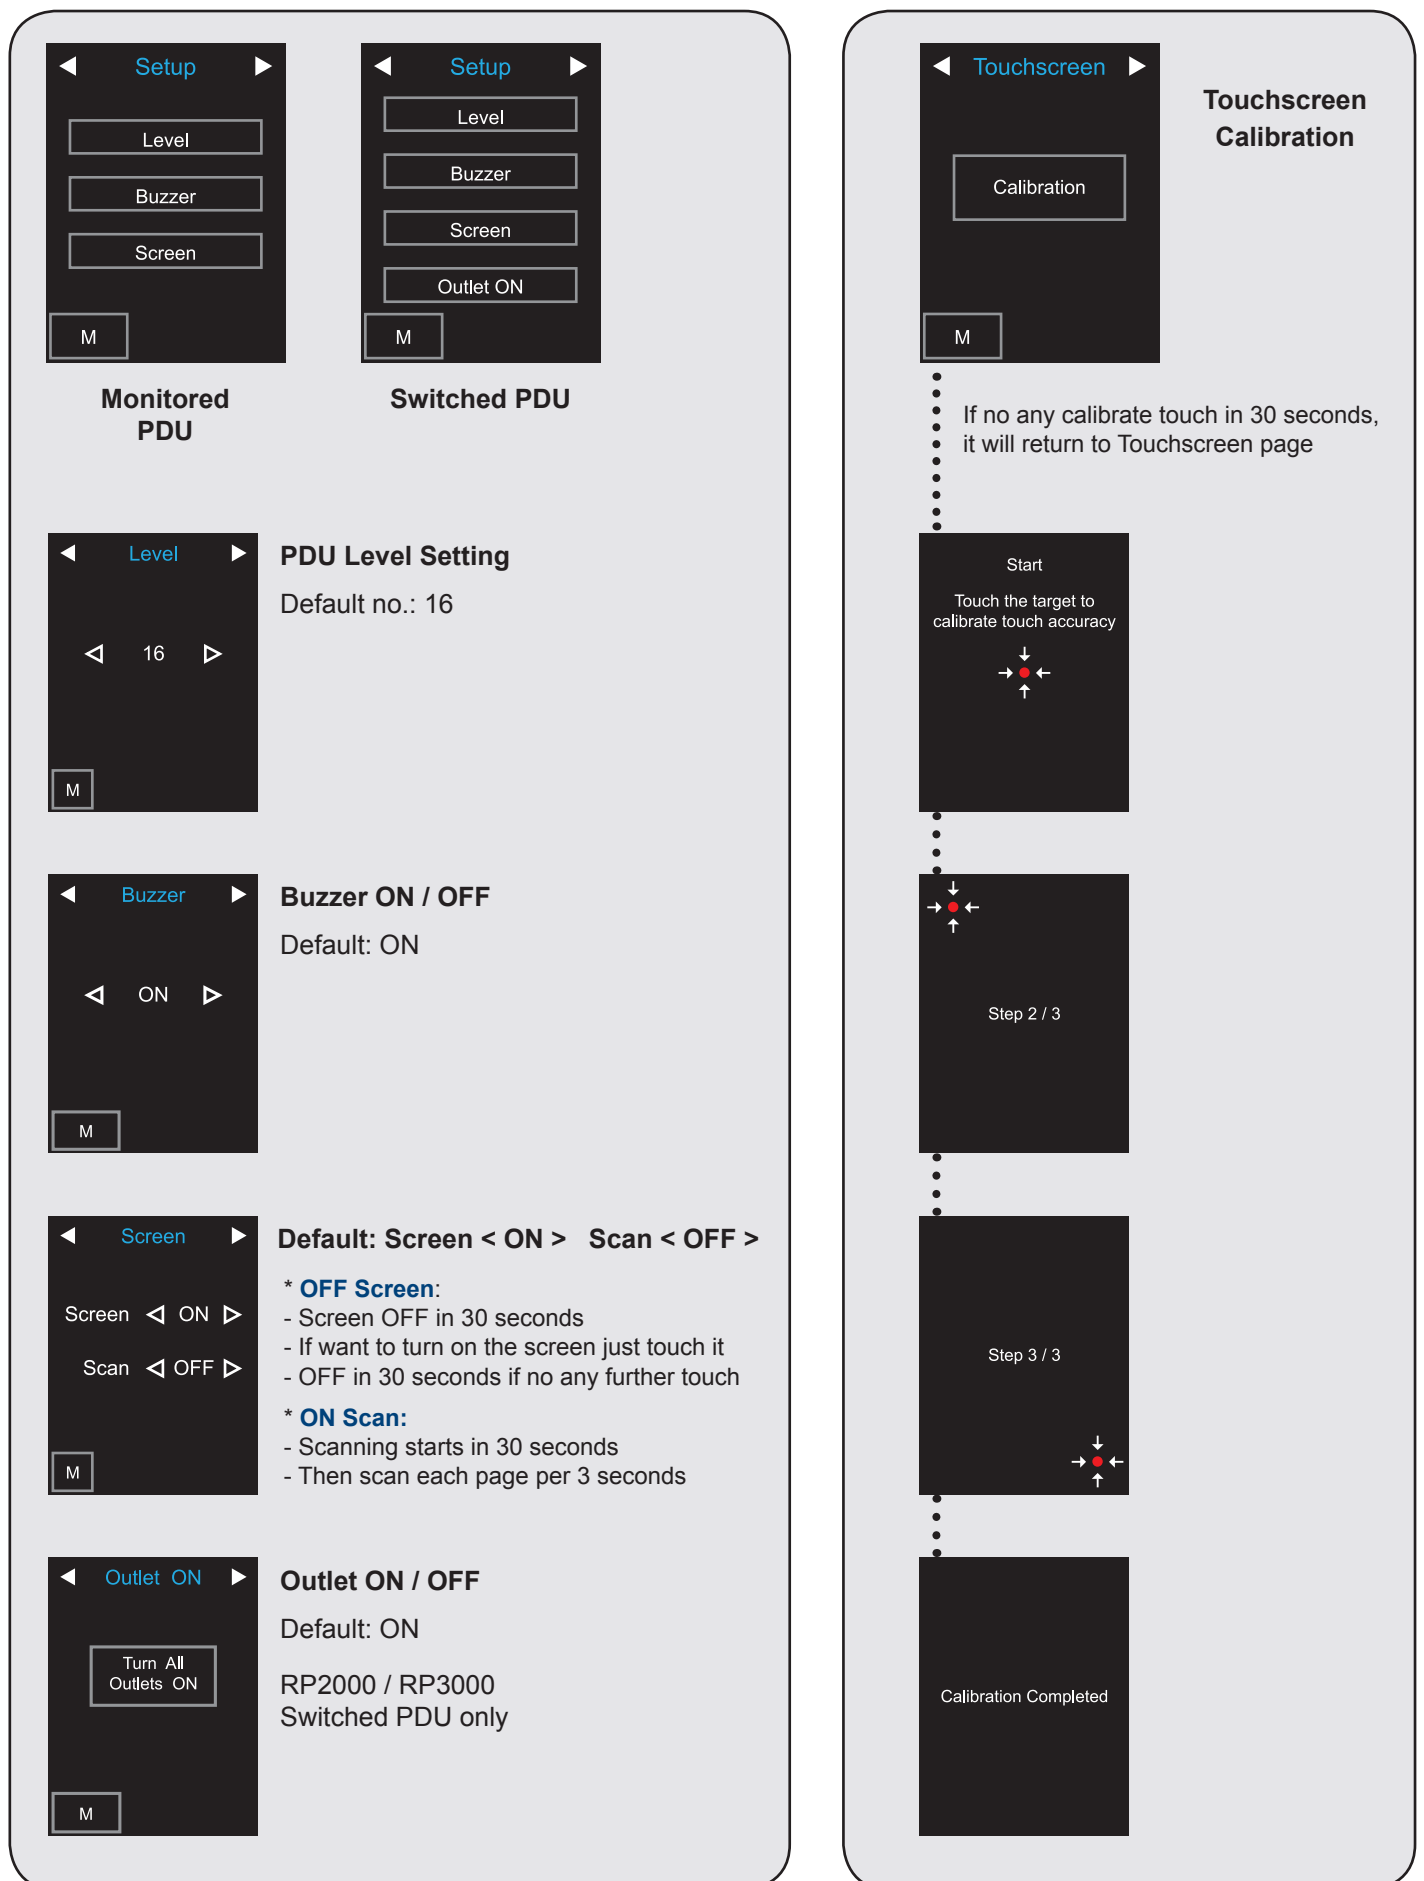 Setup
Level
Buzzer
Screen
M
Monitored
PDU
Setup
Level
Buzzer
Screen
Outlet ON
M
Switched PDU
Level
16
M
PDU Level Setting
Default no.: 16
Buzzer
ON
M
Buzzer ON / OFF
Default: ON
Screen
Screen ON
Scan OFF
M
Default: Screen < ON > Scan < OFF >
* OFF Screen:
- Screen OFF in 30 seconds
- If want to turn on the screen just touch it
- OFF in 30 seconds if no any further touch
* ON Scan:
- Scanning starts in 30 seconds
- Then scan each page per 3 seconds
Outlet ON
Turn All
Outlets ON
M
Outlet ON / OFF
Default: ON
RP2000 / RP3000
Switched PDU only
Touchscreen
Calibration
M
Touchscreen
Calibration
If no any calibrate touch in 30 seconds,
it will return to Touchscreen page
Start
Touch the target to
calibrate touch accuracy
Step 2 / 3
Step 3 / 3
Calibration Completed